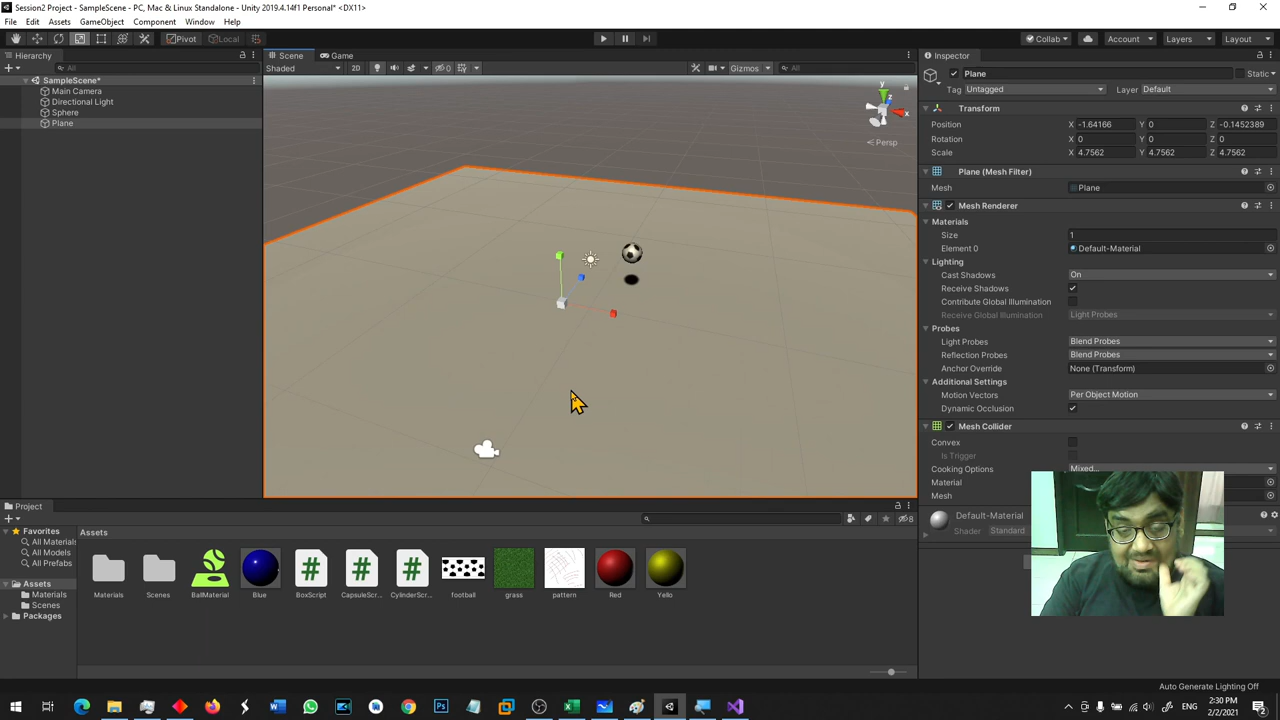 Session2 Project - SampleScene - PC, Mac & Linux Standalone - Unity 2019.4.14f1 Personal* <DX11>
File Edit Assets GameObject Component Window Help
Pivot Local Collab Account Layers Layout
Hierarchy
All
SampleScene*
Main Camera
Directional Light
Sphere
Plane
Scene Game
Shaded 2D 0 Gizmos All
y
z
x
Persp
Inspector
Plane Static
Tag Untagged Layer Default
Transform
Position X -1.64166 Y 0 Z -0.1452389
Rotation X 0 Y 0 Z 0
Scale X 4.7562 Y 4.7562 Z 4.7562
Plane (Mesh Filter)
Mesh Plane
Mesh Renderer
Materials
Size 1
Element 0 Default-Material
Lighting
Cast Shadows On
Receive Shadows
Contribute Global Illumination
Receive Global Illumination Light Probes
Probes
Light Probes Blend Probes
Reflection Probes Blend Probes
Anchor Override None (Transform)
Additional Settings
Motion Vectors Per Object Motion
Dynamic Occlusion
Mesh Collider
Convex
Is Trigger
Cooking Options Mixed...
Material
Mesh
Default-Material
Shader Standard
Project
8
Favorites
All Materials
All Models
All Prefabs
Assets
Materials
Scenes
Packages
Assets
Materials Scenes BallMaterial Blue BoxScript CapsuleScr... CylinderScr... football grass pattern Red Yello
Auto Generate Lighting Off
ENG 2:30 PM
2/2/2021